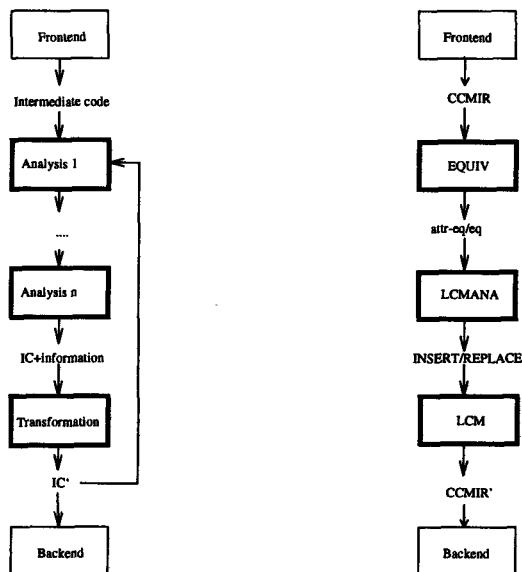 Frontend
Intermediate code
Analysis 1
....
Analysis n
IC+information
Transformation
IC'
Backend
Frontend
CCMIR
EQUIV
attr-eq/eq
LCMANA
INSERT/REPLACE
LCM
CCMIR'
Backend